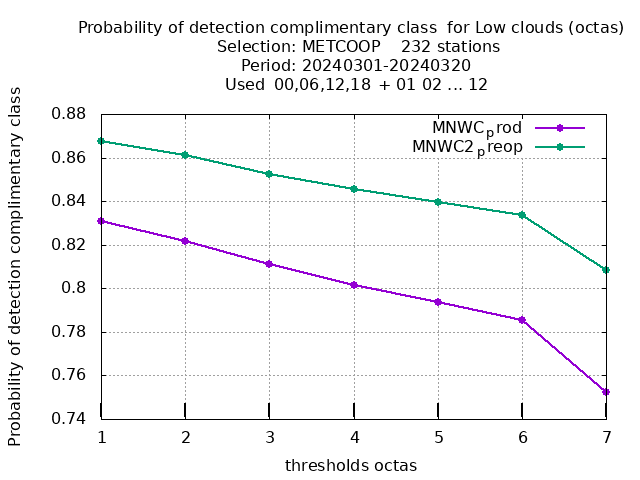 Probability of detection complimentary class  for Low clouds (octas)
Selection: METCOOP    232 stations
Period: 20240301-20240320
Used  00,06,12,18  + 01 02 ... 12
Probability of detection complimentary class
MNWCprod
MNWC2preop
0.88
0.86
0.84
0.82
0.8
0.78
0.76
0.74
1 2 3 4 5 6 7
thresholds octas